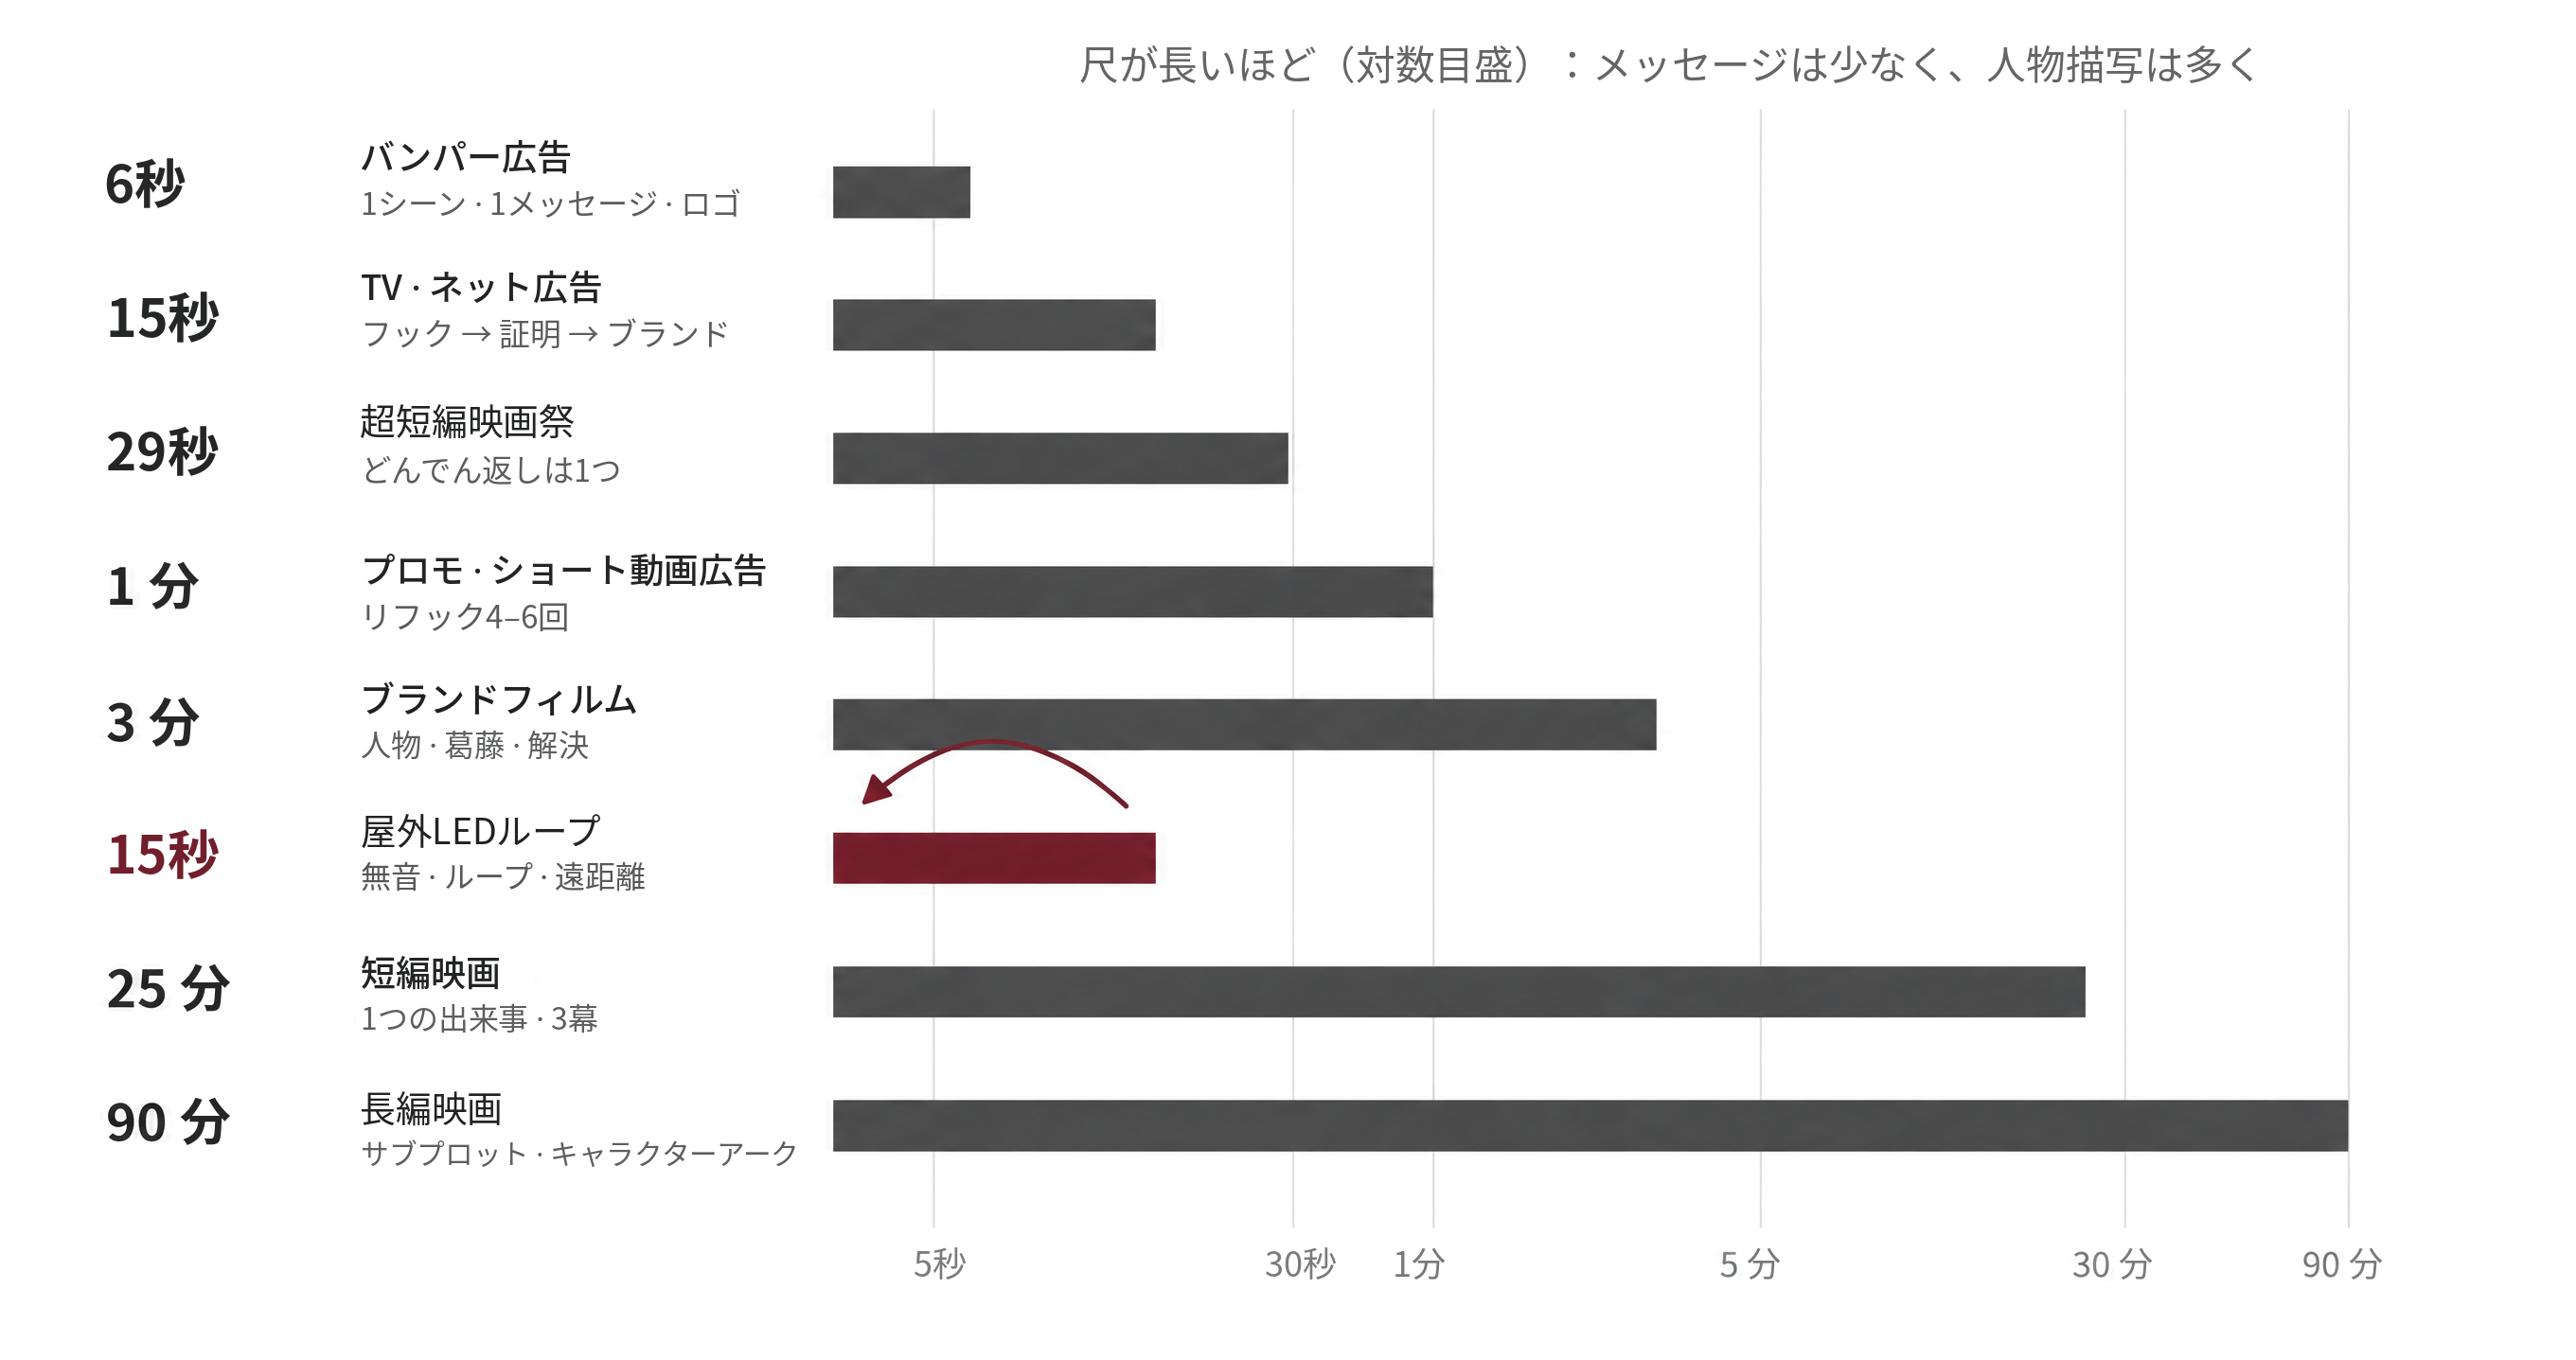 尺が長いほど（対数目盛）：メッセージは少なく、人物描写は多く
6秒
バンパー広告
1シーン · 1メッセージ · ロゴ
15秒
TV · ネット広告
フック → 証明 → ブランド
29秒
超短編映画祭
どんでん返しは1つ
1 分
プロモ · ショート動画広告
リフック4–6回
3 分
ブランドフィルム
人物 · 葛藤 · 解決
15秒
屋外LEDループ
無音 · ループ · 遠距離
25 分
短編映画
1つの出来事 · 3幕
90 分
長編映画
サブプロット · キャラクターアーク
5秒 30秒 1分 5 分 30 分 90 分